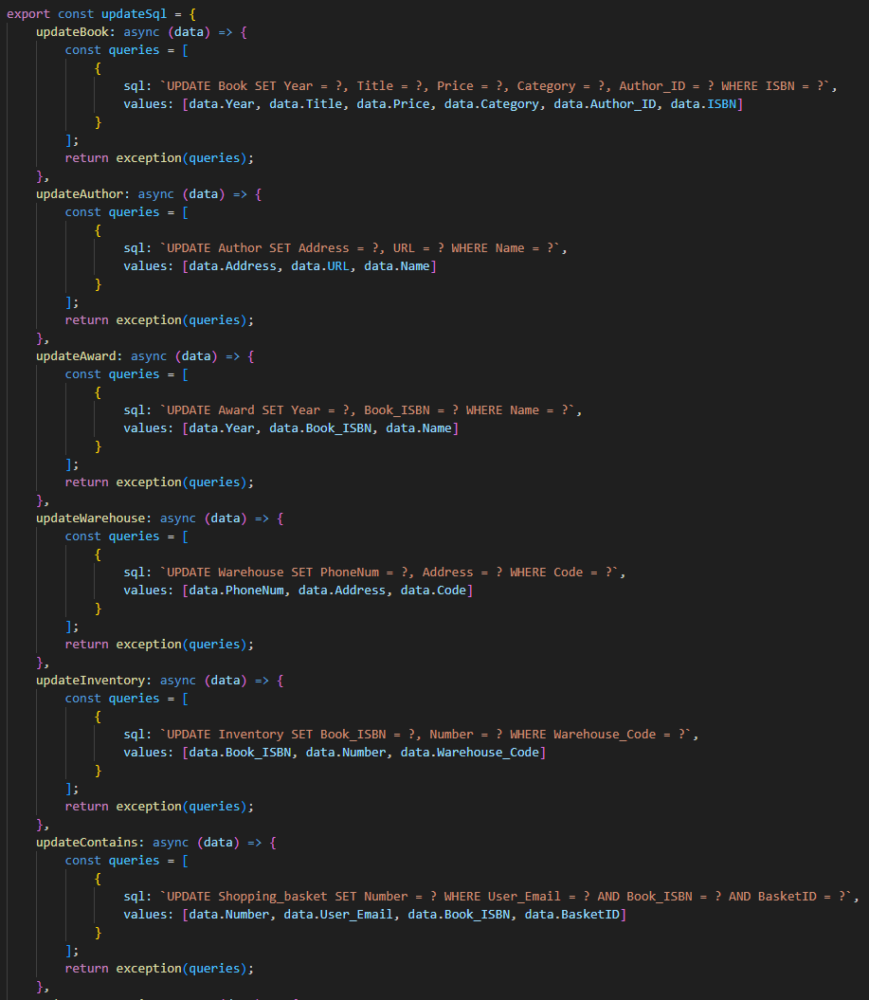 export const updateSql = {
    updateBook: async (data) => {
        const queries = [
            {
                sql: `UPDATE Book SET Year = ?, Title = ?, Price = ?, Category = ?, Author_ID = ? WHERE ISBN = ?`,
                values: [data.Year, data.Title, data.Price, data.Category, data.Author_ID, data.ISBN]
            }
        ];
        return exception(queries);
    },
    updateAuthor: async (data) => {
        const queries = [
            {
                sql: `UPDATE Author SET Address = ?, URL = ? WHERE Name = ?`,
                values: [data.Address, data.URL, data.Name]
            }
        ];
        return exception(queries);
    },
    updateAward: async (data) => {
        const queries = [
            {
                sql: `UPDATE Award SET Year = ?, Book_ISBN = ? WHERE Name = ?`,
                values: [data.Year, data.Book_ISBN, data.Name]
            }
        ];
        return exception(queries);
    },
    updateWarehouse: async (data) => {
        const queries = [
            {
                sql: `UPDATE Warehouse SET PhoneNum = ?, Address = ? WHERE Code = ?`,
                values: [data.PhoneNum, data.Address, data.Code]
            }
        ];
        return exception(queries);
    },
    updateInventory: async (data) => {
        const queries = [
            {
                sql: `UPDATE Inventory SET Book_ISBN = ?, Number = ? WHERE Warehouse_Code = ?`,
                values: [data.Book_ISBN, data.Number, data.Warehouse_Code]
            }
        ];
        return exception(queries);
    },
    updateContains: async (data) => {
        const queries = [
            {
                sql: `UPDATE Shopping_basket SET Number = ? WHERE User_Email = ? AND Book_ISBN = ? AND BasketID = ?`,
                values: [data.Number, data.User_Email, data.Book_ISBN, data.BasketID]
            }
        ];
        return exception(queries);
    },